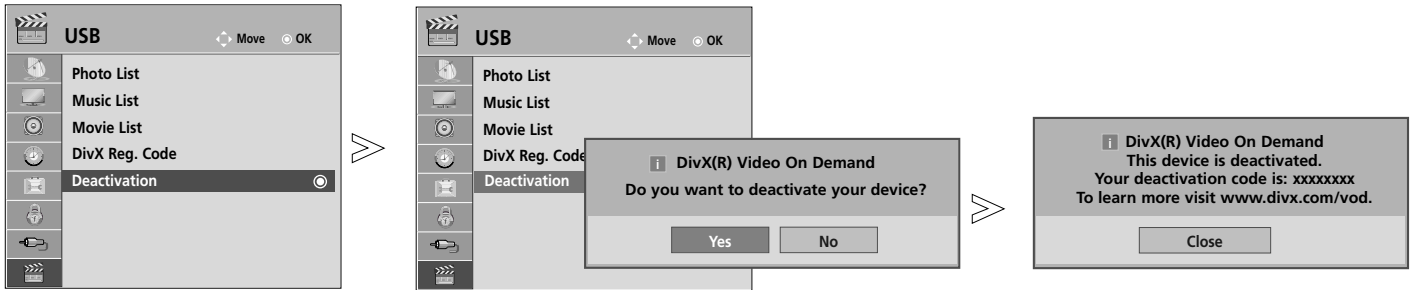 USB Move OK
Photo List
Music List
Movie List
DivX Reg. Code
Deactivation
USB Move OK
Photo List
Music List
Movie List
DivX Reg. Code
Deactivation
i DivX(R) Video On Demand
Do you want to deactivate your device?
Yes No
i DivX(R) Video On Demand
This device is deactivated.
Your deactivation code is: xxxxxxxx
To learn more visit www.divx.com/vod.
Close